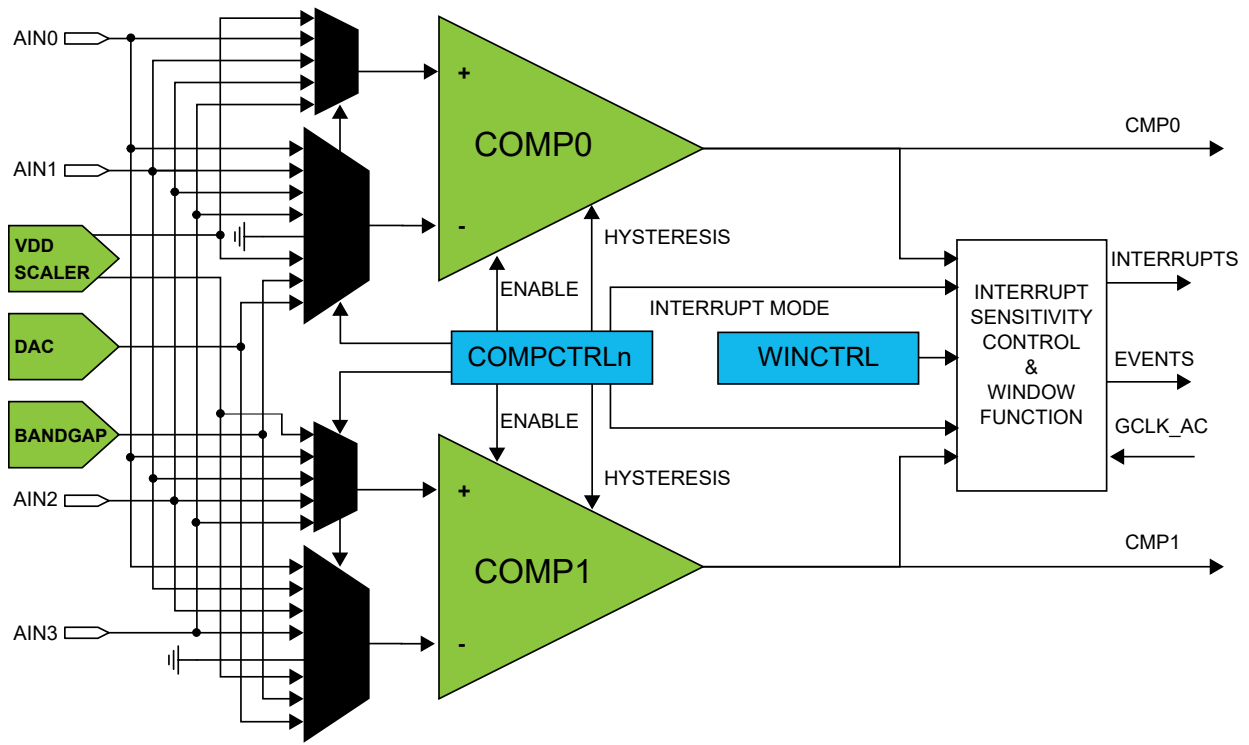 AIN0
+
COMP0
CMP0
AIN1
-
VDD
SCALER
HYSTERESIS
ENABLE
INTERRUPT MODE
INTERRUPT
SENSITIVITY
CONTROL
&
WINDOW
FUNCTION
INTERRUPTS
DAC
COMPCTRLn
WINCTRL
EVENTS
BANDGAP
ENABLE
GCLK_AC
HYSTERESIS
AIN2
+
COMP1
CMP1
AIN3
-